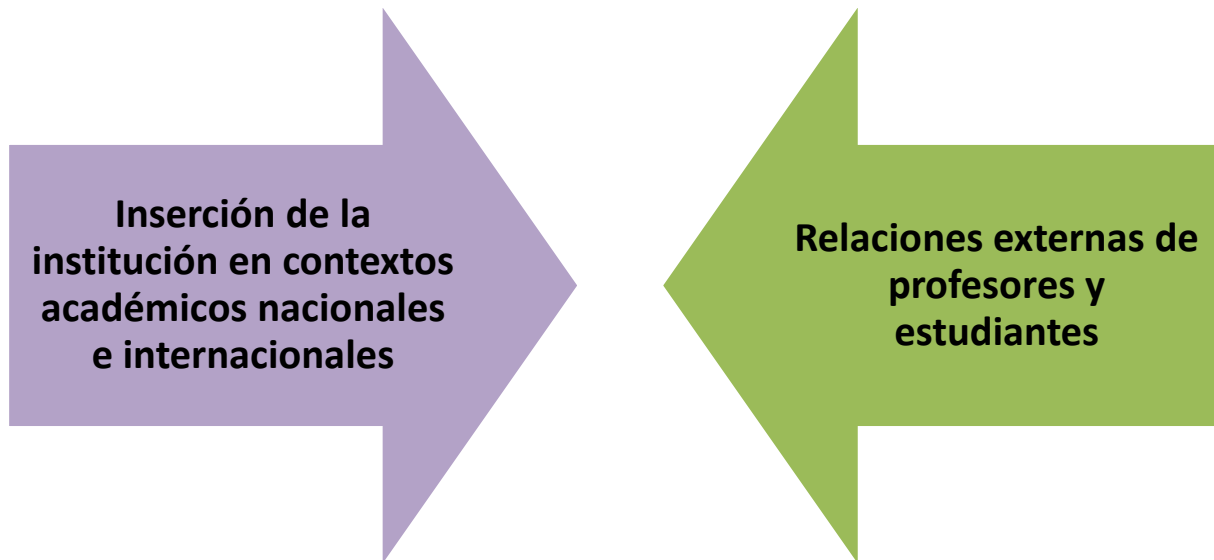 Inserción de la
institución en contextos
académicos nacionales
e internacionales
Relaciones externas de
profesores y
estudiantes